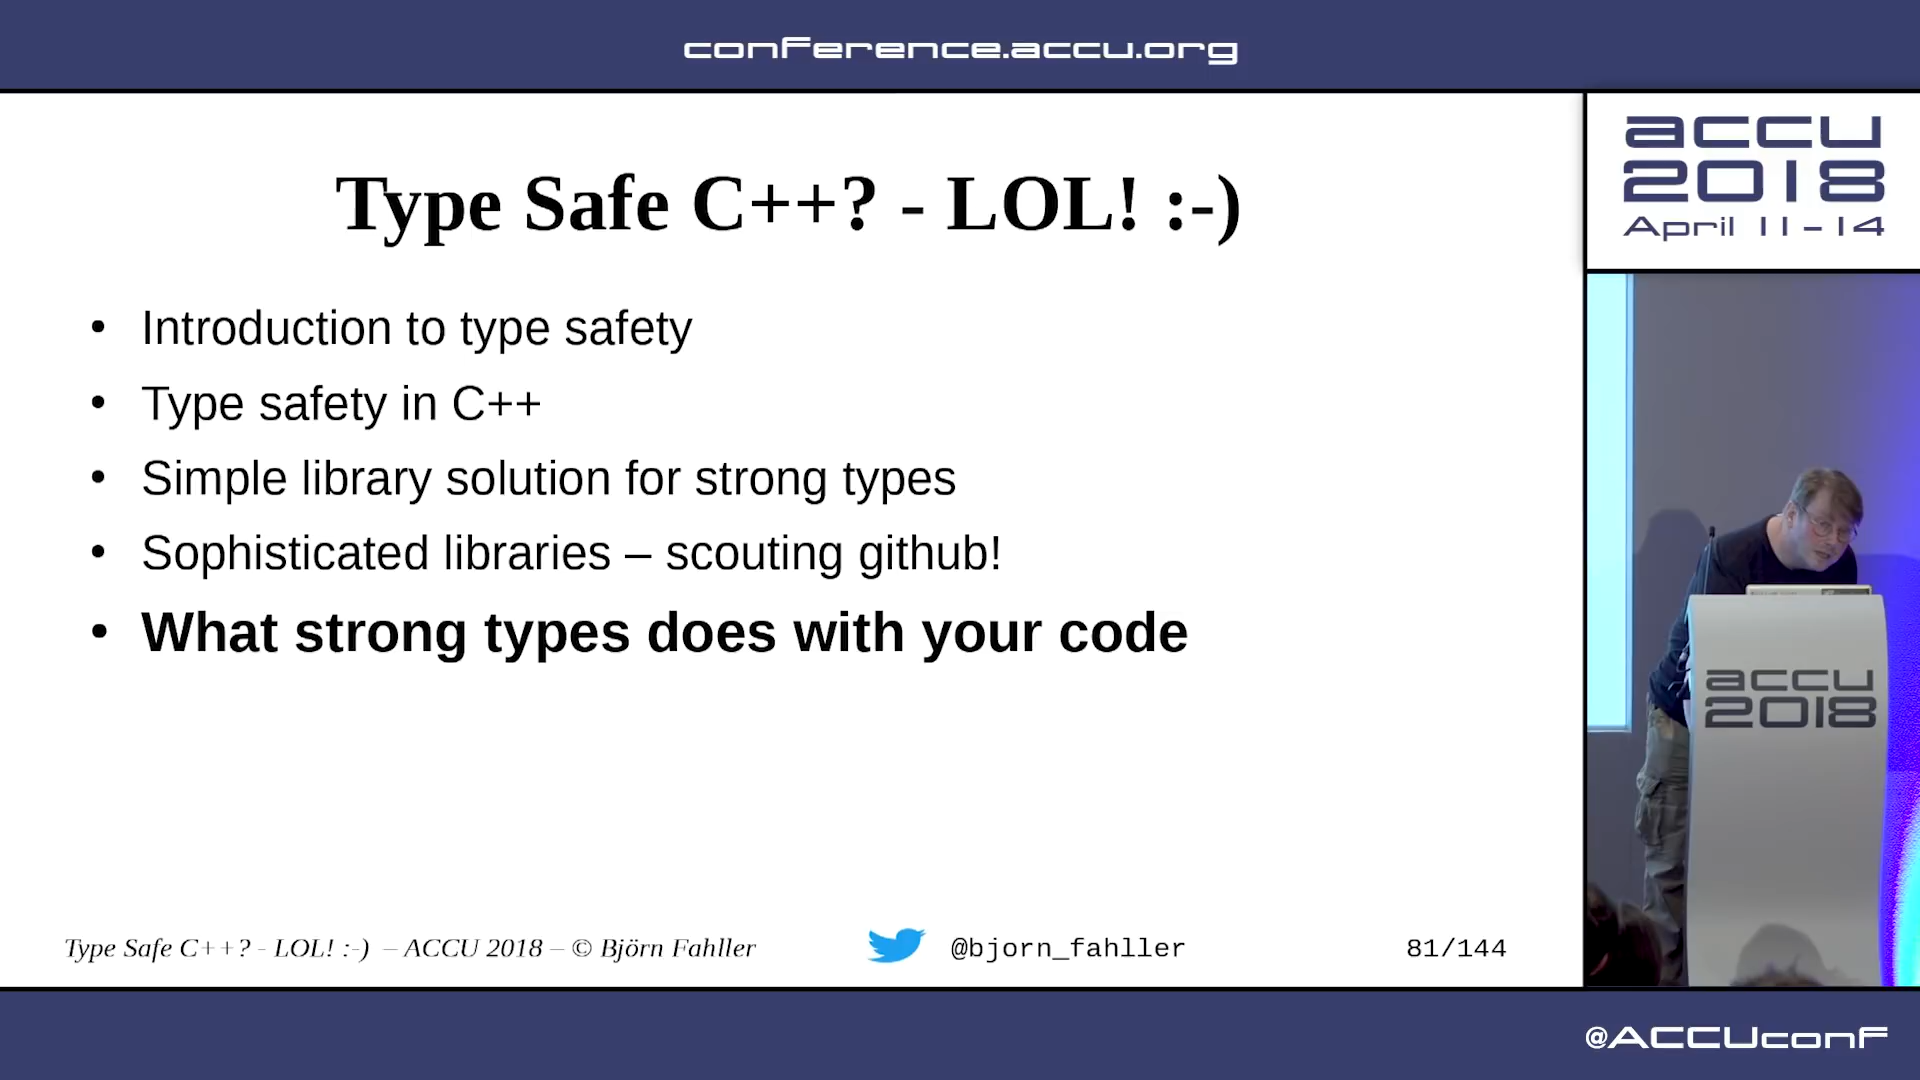 conference.accu.org
accu
2018
April 11-14
Type Safe C++? - LOL! :-)
• Introduction to type safety
• Type safety in C++
• Simple library solution for strong types
• Sophisticated libraries – scouting github!
• What strong types does with your code
accu
2018
Type Safe C++? - LOL! :-) – ACCU 2018 – © Björn Fahller
@bjorn_fahller
81/144
@ACCUconf